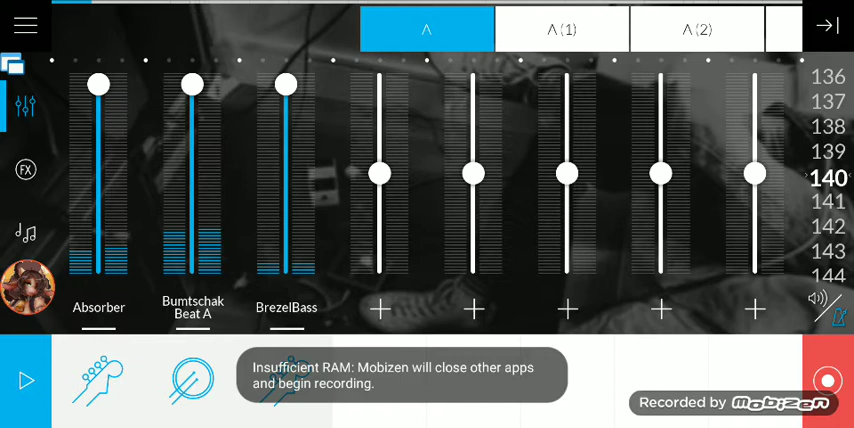 Λ
Λ (1)
Λ (2)
136
137
138
139
140
141
142
143
144
FX
Absorber
Bumtschak
Beat A
BrezelBass
Insufficient RAM: Mobizen will close other apps
and begin recording.
Recorded by mobizen